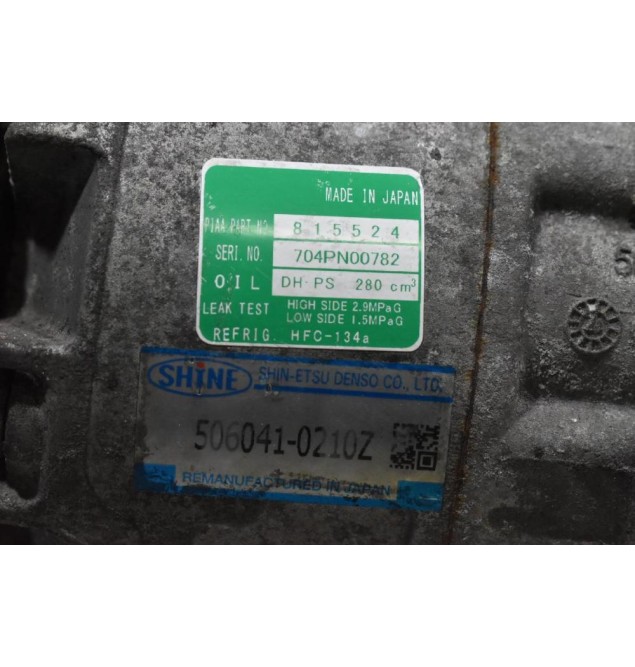 MADE IN JAPAN
PIAA PART NO. 815524
SERI. NO. 704PN00782
OIL DH-PS 280 cm³
LEAK TEST HIGH SIDE 2.9MPaG
LOW SIDE 1.5MPaG
REFRIG. HFC-134a
SHINE SHIN-ETSU DENSO CO., LTD.
506041-0210Z
REMANUFACTURED IN JAPAN
5